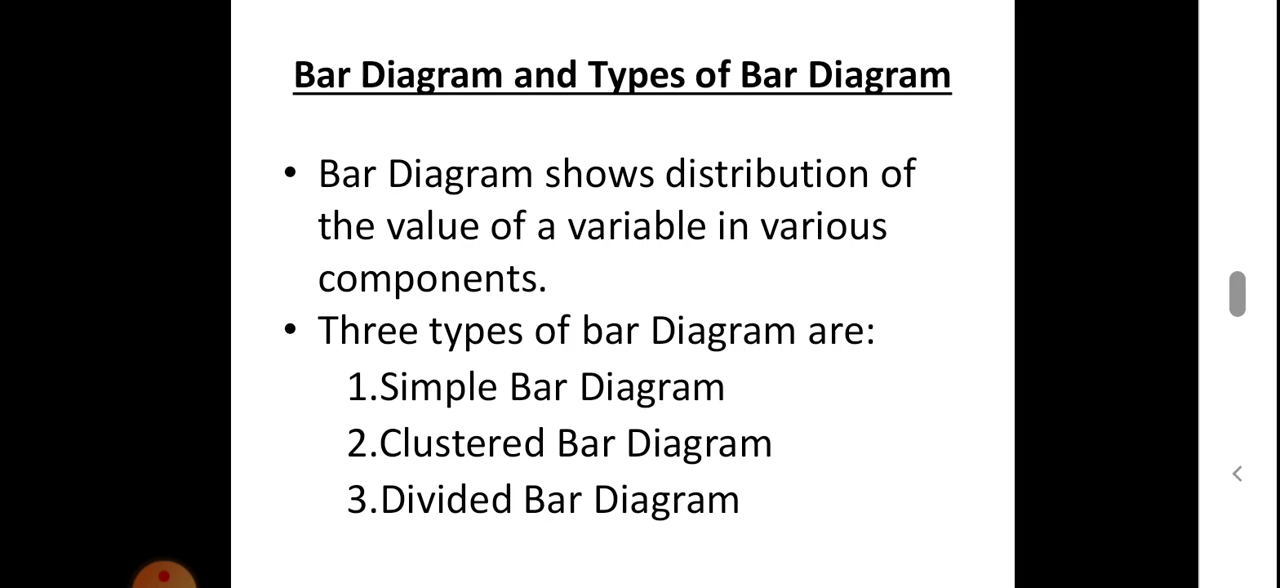 Bar Diagram and Types of Bar Diagram
• Bar Diagram shows distribution of
the value of a variable in various
components.
• Three types of bar Diagram are:
1.Simple Bar Diagram
2.Clustered Bar Diagram
3.Divided Bar Diagram